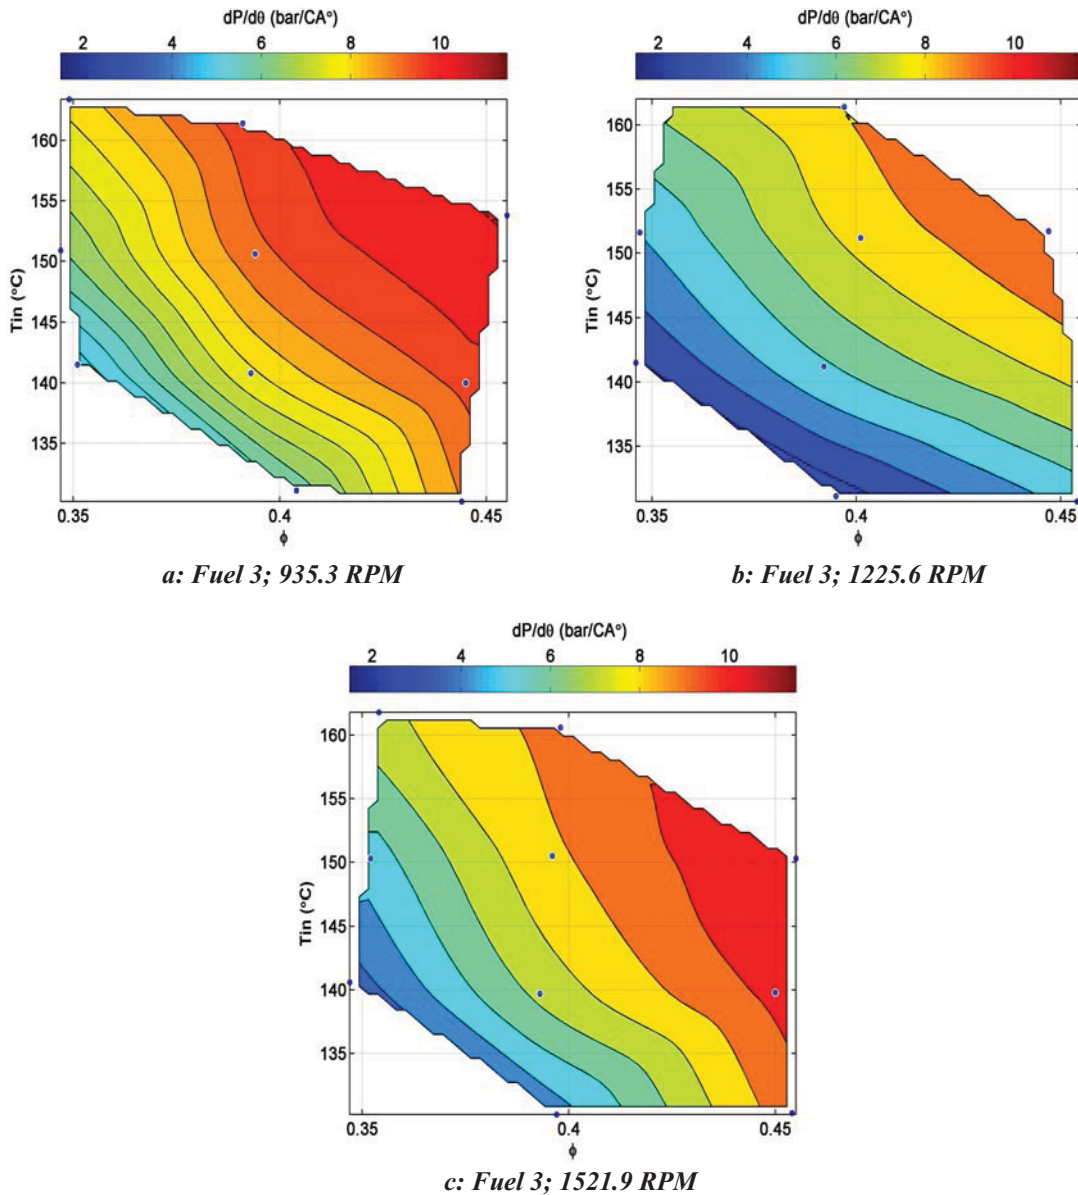 dP/dθ (bar/CA°)
2 4 6 8 10
160
155
150
145
140
135
Tin (°C)
0.35 0.4 0.45
ϕ
a: Fuel 3; 935.3 RPM
dP/dθ (bar/CA°)
2 4 6 8 10
160
155
150
145
140
135
Tin (°C)
0.35 0.4 0.45
ϕ
b: Fuel 3; 1225.6 RPM
dP/dθ (bar/CA°)
2 4 6 8 10
160
155
150
145
140
135
Tin (°C)
0.35 0.4 0.45
ϕ
c: Fuel 3; 1521.9 RPM